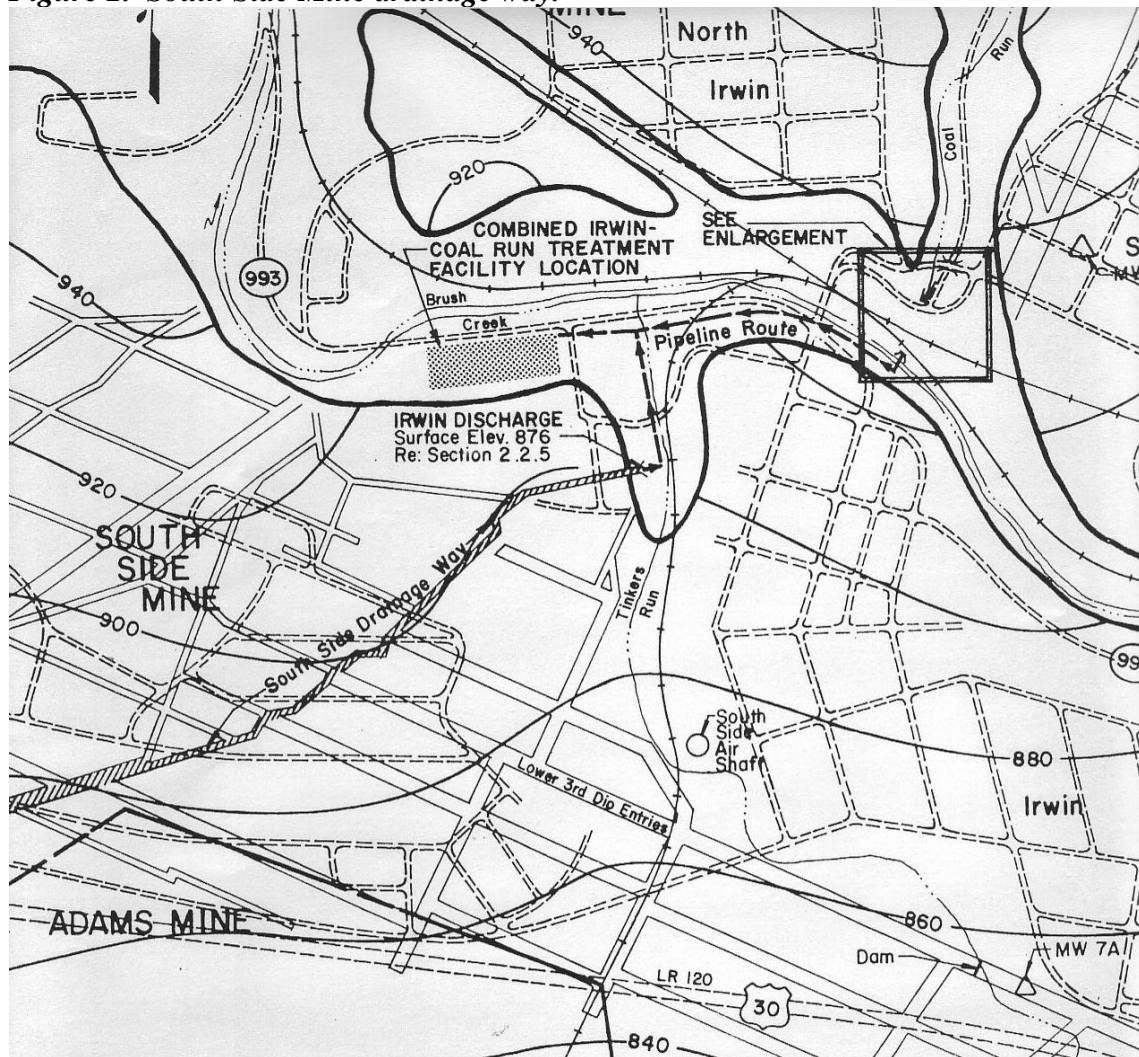 Figure 2. South Side Mine drainage way.
MINE
940
North
Irwin
Run
Coal
920
COMBINED IRWIN-
COAL RUN TREATMENT
FACILITY LOCATION
SEE
ENLARGEMENT
S
MW
993
940
Brush
Creek
Pipeline Route
IRWIN DISCHARGE
Surface Elev. 876
Re: Section 2.2.5
920
SOUTH
SIDE
MINE
900
South Side Drainage Way
Tinkers
Run
99
South
Side
Air
Shaft
880
Lower 3rd Dip Entries
Irwin
ADAMS MINE
860
MW 7A
Dam
LR 120
30
840